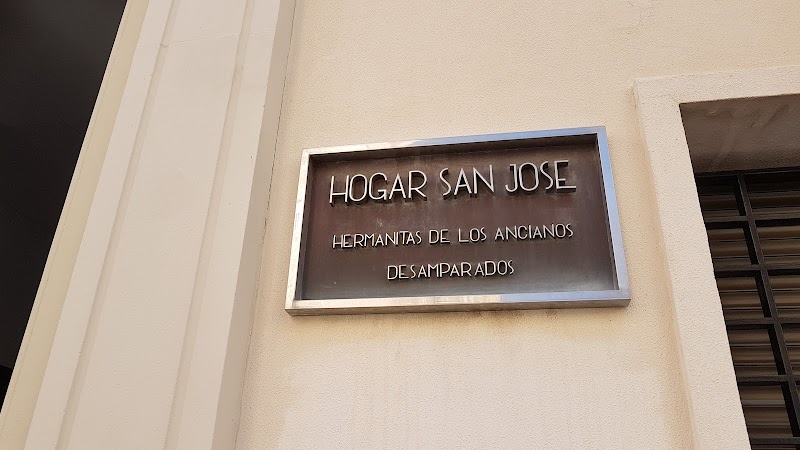 HOGAR SAN JOSE
HERMANITAS DE LOS ANCIANOS
DESAMPARADOS